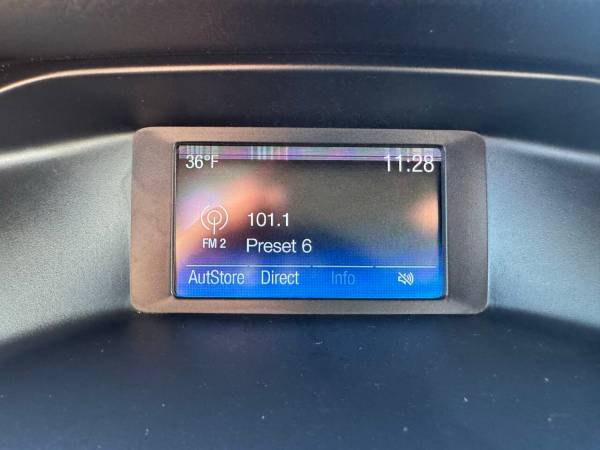 36°F 11:28
101.1
FM 2 Preset 6
AutStore Direct Info